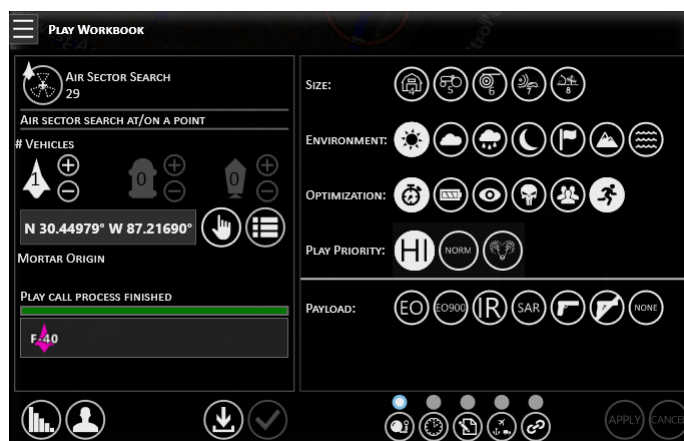 PLAY WORKBOOK
AIR SECTOR SEARCH
29
AIR SECTOR SEARCH AT/ON A POINT
# VEHICLES
1 0 0
N 30.44979° W 87.21690°
MORTAR ORIGIN
PLAY CALL PROCESS FINISHED
F-40
SIZE: 4 5 6 7 8
ENVIRONMENT:
OPTIMIZATION:
PLAY PRIORITY: HI NORM
PAYLOAD: EO EO900 IR SAR NONE
APPLY CANCE